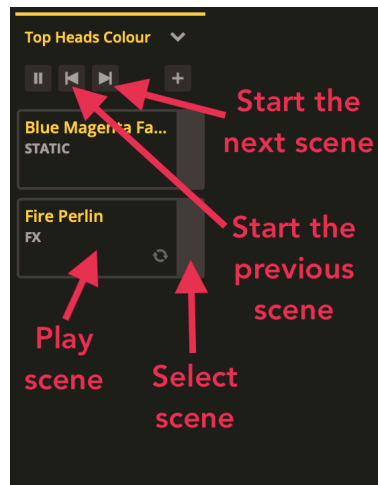 Top Heads Colour
Start the
next scene
Blue Magenta Fa...
STATIC
Fire Perlin
FX
Start the
previous
scene
Play
scene
Select
scene